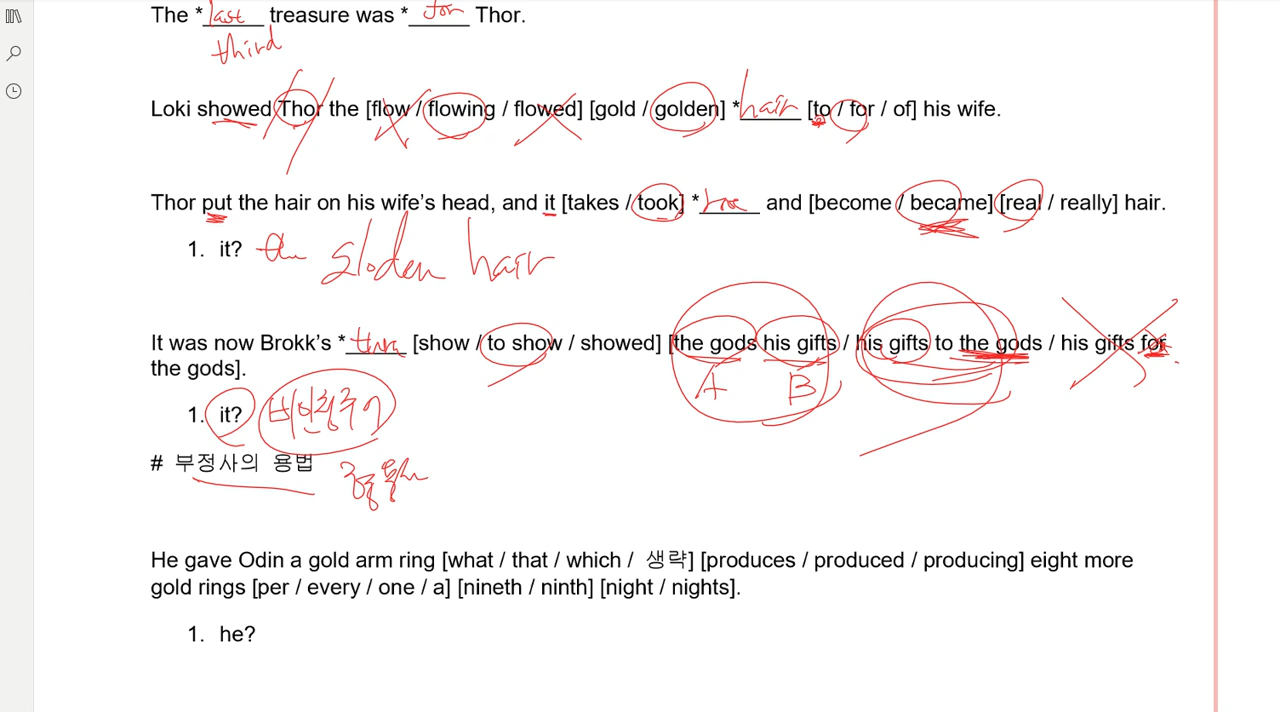 The *last treasure was *for Thor.
third
Loki showed Thor the [flow / flowing / flowed] [gold / golden] *hair [to / for / of] his wife.
Thor put the hair on his wife's head, and it [takes / took] *____ and [become / became] [real / really] hair.
1. it? the gloden hair
It was now Brokk's *turn [show / to show / showed] [the gods his gifts / his gifts to the gods / his gifts for
the gods].
A B
1. it? 비인칭주어
# 부정사의 용법
He gave Odin a gold arm ring [what / that / which / 생략] [produces / produced / producing] eight more
gold rings [per / every / one / a] [nineth / ninth] [night / nights].
1. he?